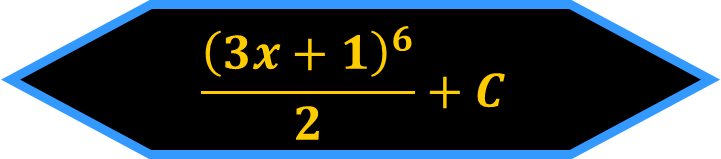 (3x + 1)⁶
2
+ C